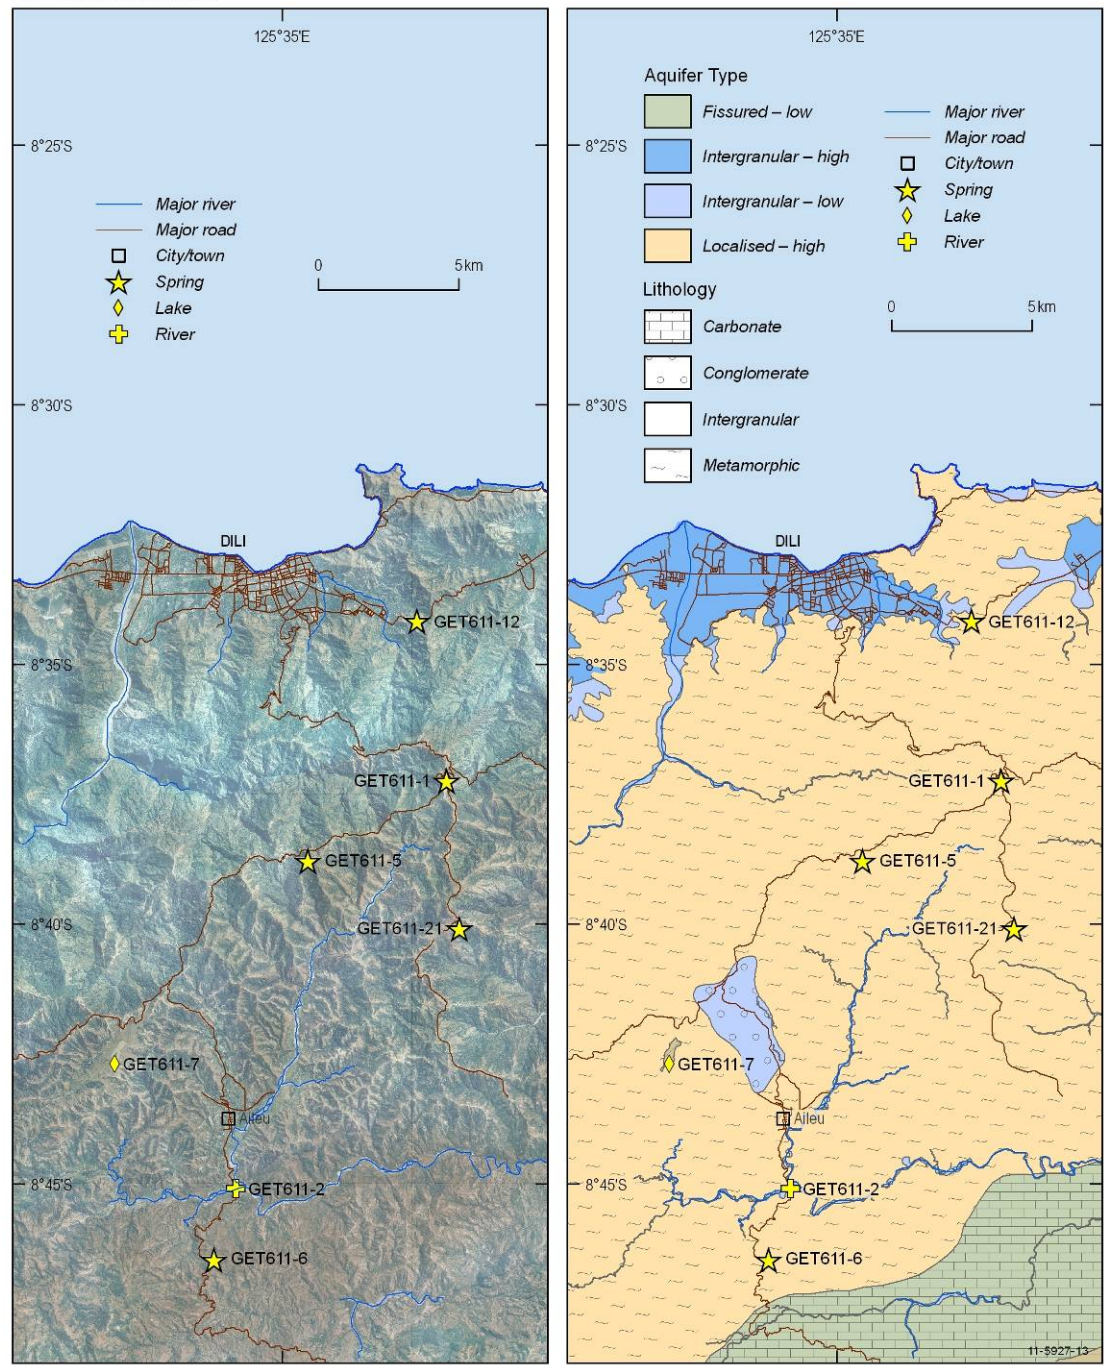 125°35'E
8°25'S
Major river
Major road
City/town
Spring
Lake
River
0 5km
8°30'S
DILI
GET611-12
8°35'S
GET611-1
GET611-5
8°40'S
GET611-21
GET611-7
Aileu
8°45'S
GET611-2
GET611-6
125°35'E
Aquifer Type
Fissured – low
Intergranular – high
Intergranular – low
Localised – high
Major river
Major road
City/town
Spring
Lake
River
8°25'S
Lithology
Carbonate
Conglomerate
Intergranular
Metamorphic
0 5km
8°30'S
DILI
GET611-12
8°35'S
GET611-1
GET611-5
8°40'S
GET611-21
GET611-7
Aileu
8°45'S
GET611-2
GET611-6
11-5927-13